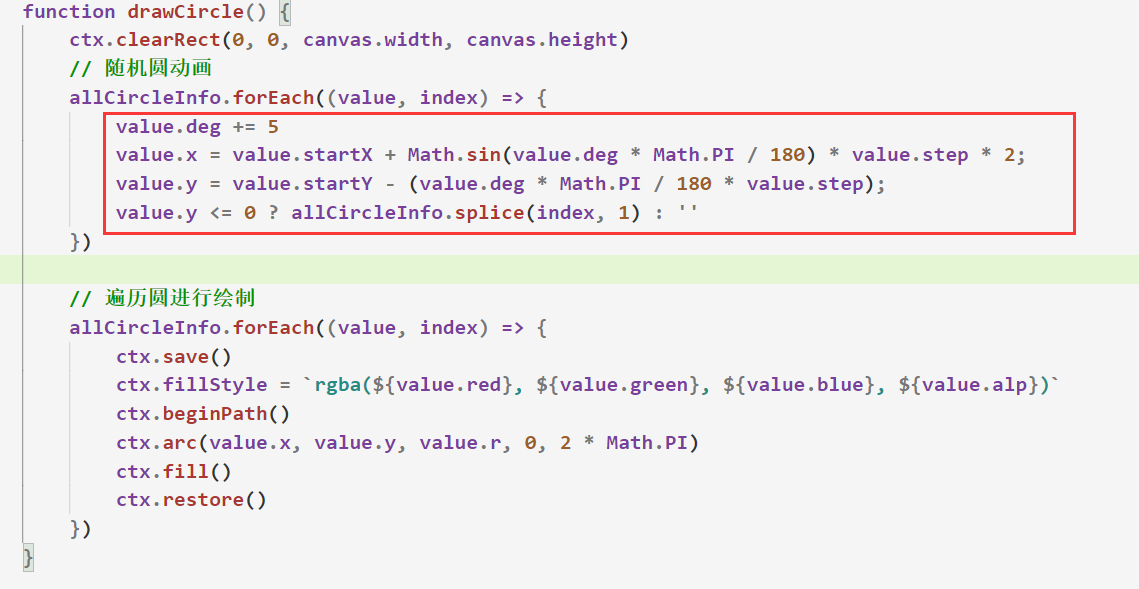 function drawCircle() {
    ctx.clearRect(0, 0, canvas.width, canvas.height)
    // 随机圆动画
    allCircleInfo.forEach((value, index) => {
        value.deg += 5
        value.x = value.startX + Math.sin(value.deg * Math.PI / 180) * value.step * 2;
        value.y = value.startY - (value.deg * Math.PI / 180 * value.step);
        value.y <= 0 ? allCircleInfo.splice(index, 1) : ''
    })
    // 遍历圆进行绘制
    allCircleInfo.forEach((value, index) => {
        ctx.save()
        ctx.fillStyle = `rgba(${value.red}, ${value.green}, ${value.blue}, ${value.alp})`
        ctx.beginPath()
        ctx.arc(value.x, value.y, value.r, 0, 2 * Math.PI)
        ctx.fill()
        ctx.restore()
    })
}